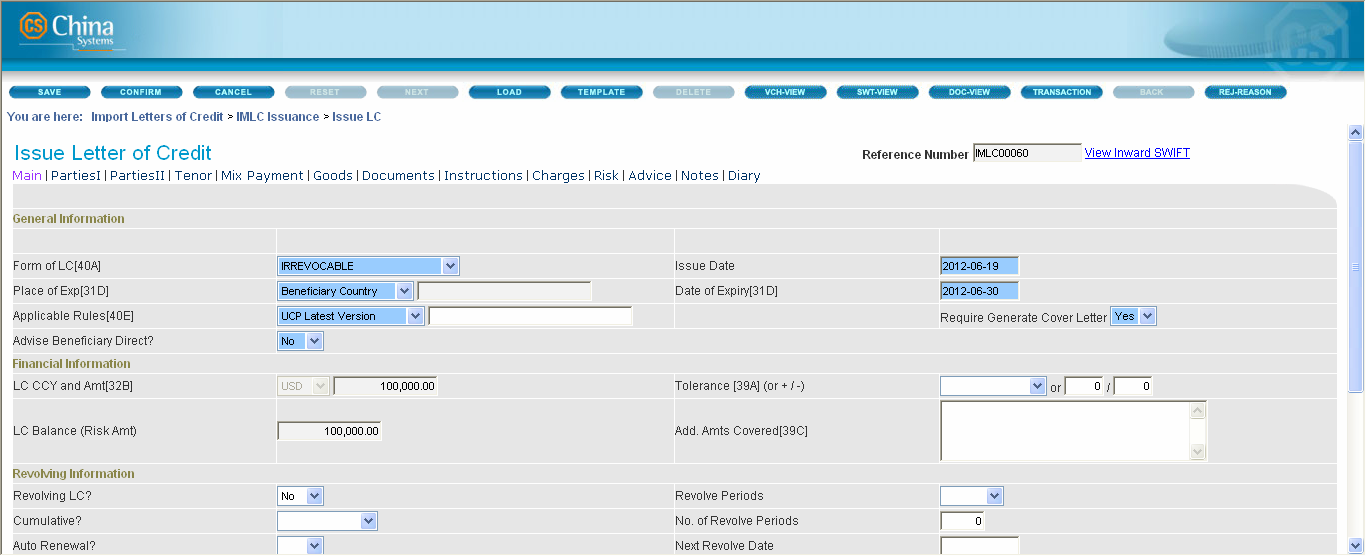 CS China Systems
CS
SAVE CONFIRM CANCEL RESET NEXT LOAD TEMPLATE DELETE VCH-VIEW SWT-VIEW DOC-VIEW TRANSACTION BACK REJ-REASON
You are here: Import Letters of Credit > IMLC Issuance > Issue LC
Issue Letter of Credit Reference Number IMLC00060 View Inward SWIFT
Main | PartiesI | PartiesII | Tenor | Mix Payment | Goods | Documents | Instructions | Charges | Risk | Advice | Notes | Diary
General Information
Form of LC[40A] IRREVOCABLE Issue Date 2012-06-19
Place of Exp[31D] Beneficiary Country Date of Expiry[31D] 2012-06-30
Applicable Rules[40E] UCP Latest Version Require Generate Cover Letter Yes
Advise Beneficiary Direct? No
Financial Information
LC CCY and Amt[32B] USD 100,000.00 Tolerance [39A] (or + / -) or 0 / 0
LC Balance (Risk Amt) 100,000.00 Add. Amts Covered[39C]
Revolving Information
Revolving LC? No Revolve Periods
Cumulative? No. of Revolve Periods 0
Auto Renewal? Next Revolve Date